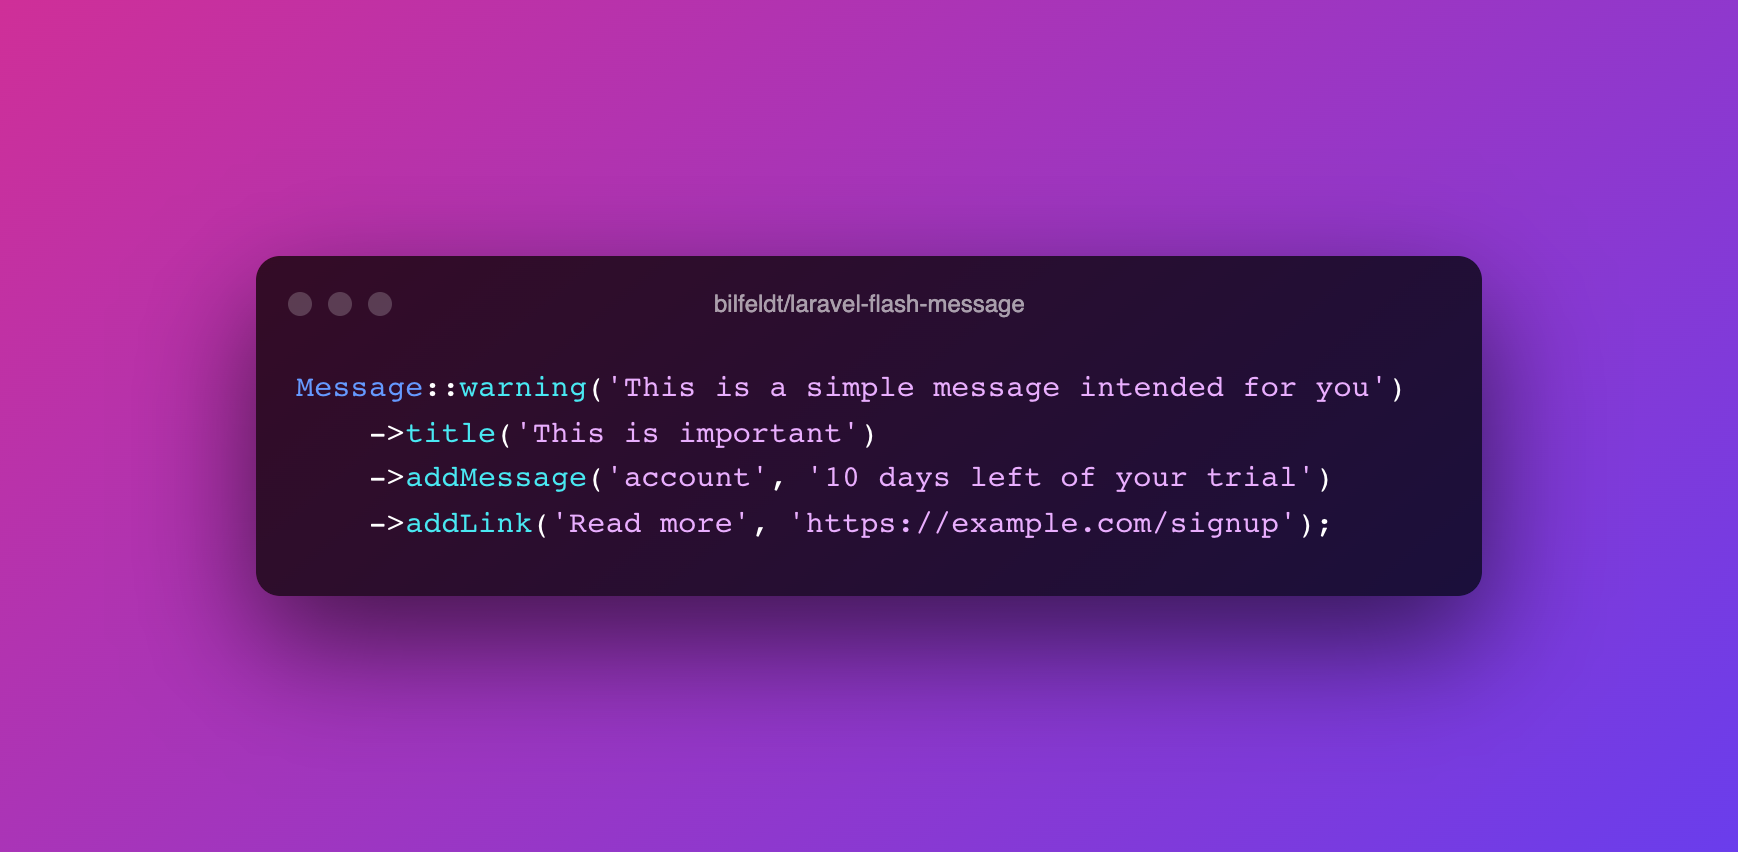 bilfeldt/laravel-flash-message
Message::warning('This is a simple message intended for you')
    ->title('This is important')
    ->addMessage('account', '10 days left of your trial')
    ->addLink('Read more', 'https://example.com/signup');